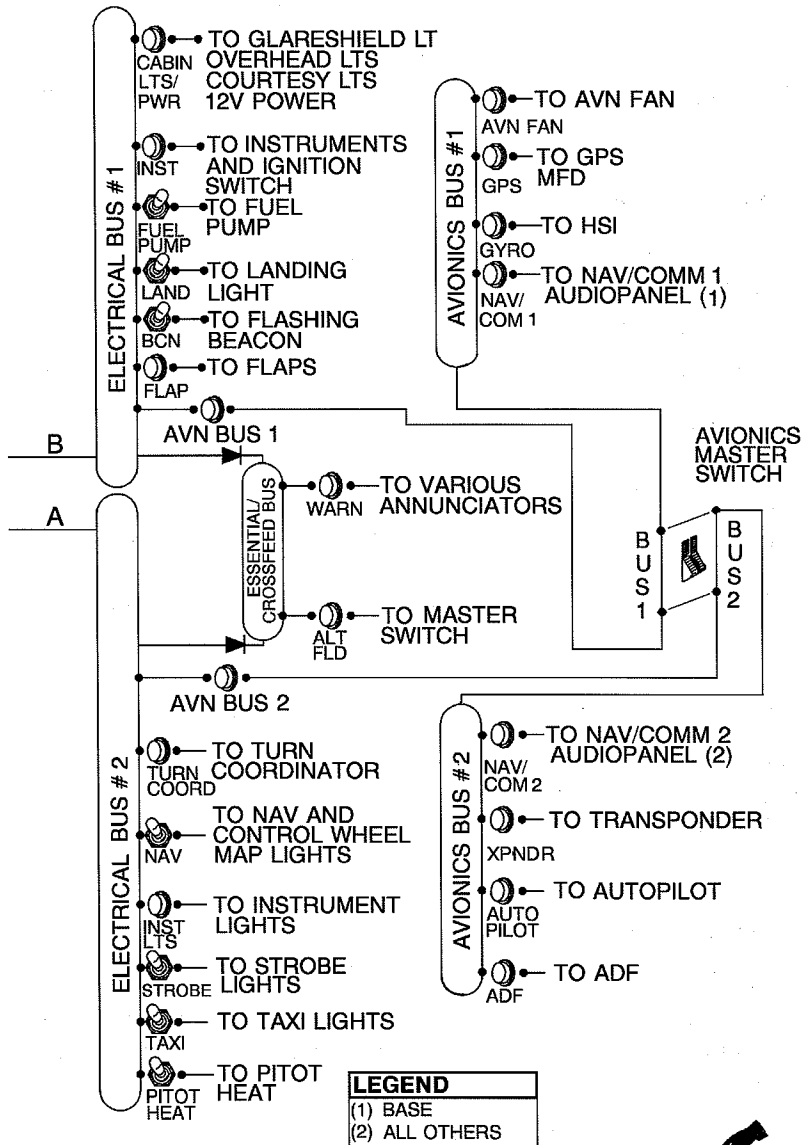 ELECTRICAL BUS #1
CABIN
LTS/
PWR
TO GLARESHIELD LT
OVERHEAD LTS
COURTESY LTS
12V POWER
INST
TO INSTRUMENTS
AND IGNITION
SWITCH
FUEL
PUMP
TO FUEL
PUMP
LAND
TO LANDING
LIGHT
BCN
TO FLASHING
BEACON
FLAP
TO FLAPS
AVN BUS 1
B
A
AVIONICS BUS #1
AVN FAN
TO AVN FAN
GPS
TO GPS
MFD
GYRO
TO HSI
NAV/
COM 1
TO NAV/COMM 1
AUDIOPANEL (1)
ESSENTIAL/
CROSSFEED BUS
WARN
TO VARIOUS
ANNUNCIATORS
ALT
FLD
TO MASTER
SWITCH
AVIONICS
MASTER
SWITCH
BUS 1
BUS 2
AVN BUS 2
ELECTRICAL BUS #2
TURN
COORD
TO TURN
COORDINATOR
NAV
TO NAV AND
CONTROL WHEEL
MAP LIGHTS
INST
LTS
TO INSTRUMENT
LIGHTS
STROBE
TO STROBE
LIGHTS
TAXI
TO TAXI LIGHTS
PITOT
HEAT
TO PITOT
HEAT
AVIONICS BUS #2
NAV/
COM 2
TO NAV/COMM 2
AUDIOPANEL (2)
XPNDR
TO TRANSPONDER
AUTO
PILOT
TO AUTOPILOT
ADF
TO ADF
LEGEND
(1) BASE
(2) ALL OTHERS